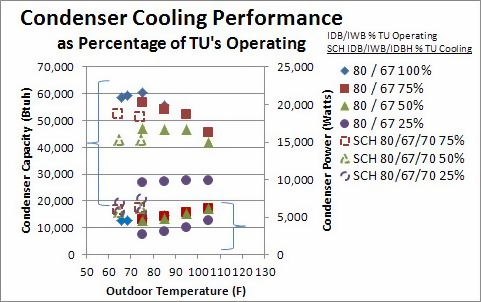 Condenser Cooling Performance
as Percentage of TU's Operating
IDB/IWB % TU Operating
SCH IDB/IWB/IDBH % TU Cooling
80 / 67 100%
80 / 67 75%
80 / 67 50%
80 / 67 25%
SCH 80/67/70 75%
SCH 80/67/70 50%
SCH 80/67/70 25%
Condenser Capacity (Btuh)
70,000
60,000
50,000
40,000
30,000
20,000
10,000
0
25,000
20,000
15,000
10,000
5,000
0
Condenser Power (Watts)
50 60 70 80 90 100 110 120 130
Outdoor Temperature (F)